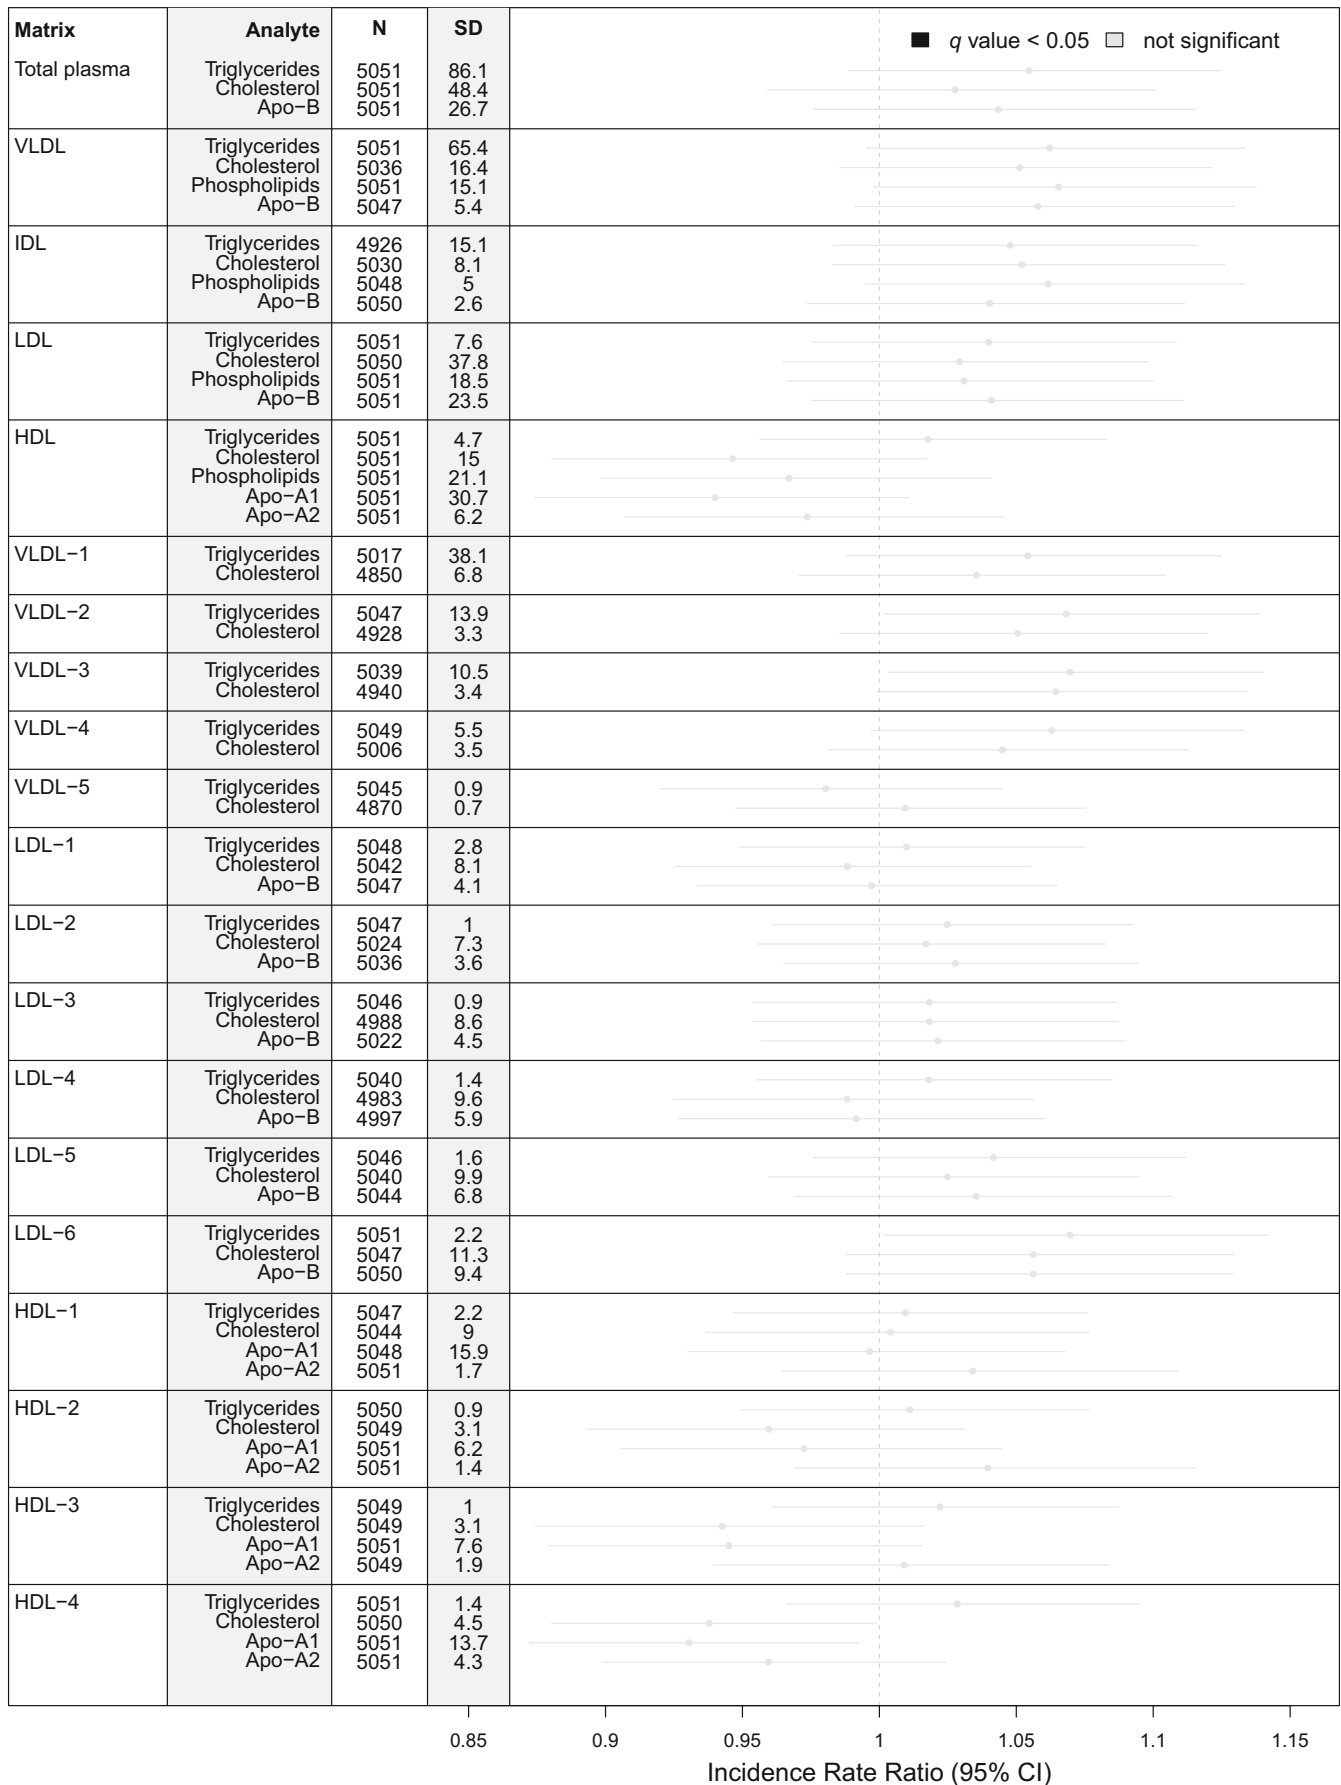 Matrix Analyte N SD
q value < 0.05 not significant
Total plasma Triglycerides 5051 86.1
Cholesterol 5051 48.4
Apo−B 5051 26.7
VLDL Triglycerides 5051 65.4
Cholesterol 5036 16.4
Phospholipids 5051 15.1
Apo−B 5047 5.4
IDL Triglycerides 4926 15.1
Cholesterol 5030 8.1
Phospholipids 5048 5
Apo−B 5050 2.6
LDL Triglycerides 5051 7.6
Cholesterol 5050 37.8
Phospholipids 5051 18.5
Apo−B 5051 23.5
HDL Triglycerides 5051 4.7
Cholesterol 5051 15
Phospholipids 5051 21.1
Apo−A1 5051 30.7
Apo−A2 5051 6.2
VLDL−1 Triglycerides 5017 38.1
Cholesterol 4850 6.8
VLDL−2 Triglycerides 5047 13.9
Cholesterol 4928 3.3
VLDL−3 Triglycerides 5039 10.5
Cholesterol 4940 3.4
VLDL−4 Triglycerides 5049 5.5
Cholesterol 5006 3.5
VLDL−5 Triglycerides 5045 0.9
Cholesterol 4870 0.7
LDL−1 Triglycerides 5048 2.8
Cholesterol 5042 8.1
Apo−B 5047 4.1
LDL−2 Triglycerides 5047 1
Cholesterol 5024 7.3
Apo−B 5036 3.6
LDL−3 Triglycerides 5046 0.9
Cholesterol 4988 8.6
Apo−B 5022 4.5
LDL−4 Triglycerides 5040 1.4
Cholesterol 4983 9.6
Apo−B 4997 5.9
LDL−5 Triglycerides 5046 1.6
Cholesterol 5040 9.9
Apo−B 5044 6.8
LDL−6 Triglycerides 5051 2.2
Cholesterol 5047 11.3
Apo−B 5050 9.4
HDL−1 Triglycerides 5047 2.2
Cholesterol 5044 9
Apo−A1 5048 15.9
Apo−A2 5051 1.7
HDL−2 Triglycerides 5050 0.9
Cholesterol 5049 3.1
Apo−A1 5051 6.2
Apo−A2 5051 1.4
HDL−3 Triglycerides 5049 1
Cholesterol 5049 3.1
Apo−A1 5051 7.6
Apo−A2 5049 1.9
HDL−4 Triglycerides 5051 1.4
Cholesterol 5050 4.5
Apo−A1 5051 13.7
Apo−A2 5051 4.3
0.85 0.9 0.95 1 1.05 1.1 1.15
Incidence Rate Ratio (95% CI)